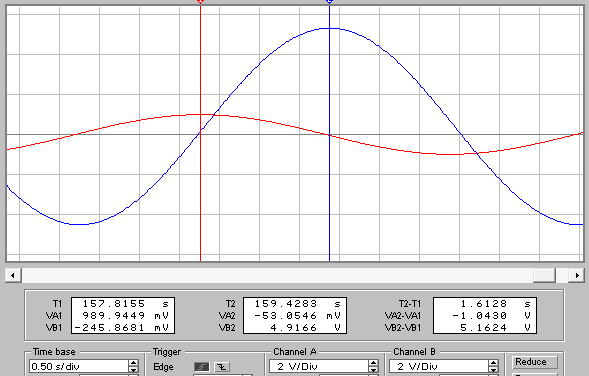 T1 157.8155 s T2 159.4283 s T2-T1 1.6128 s
VA1 989.9449 mV VA2 -53.0546 mV VA2-VA1 -1.0430 V
VB1 -245.8681 mV VB2 4.9166 V VB2-VB1 5.1624 V
Time base Trigger Channel A Channel B Reduce
0.50 s/div Edge 2 V/Div 2 V/Div